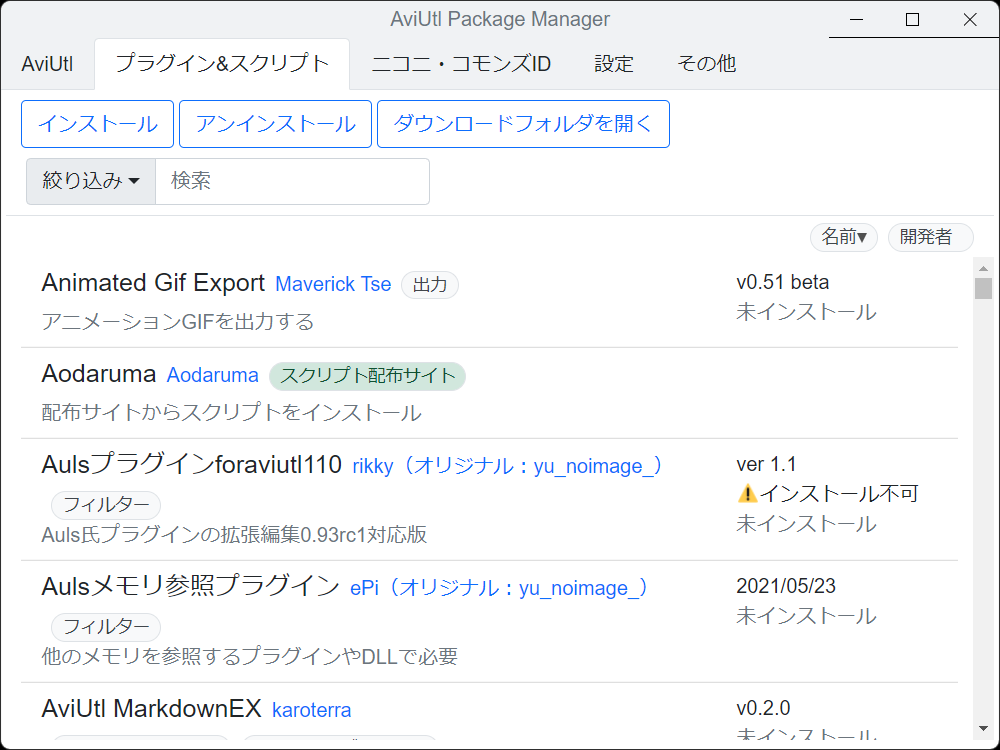 AviUtl Package Manager
AviUtl プラグイン&スクリプト ニコニ・コモンズID 設定 その他
インストール アンインストール ダウンロードフォルダを開く
絞り込み 検索
名前▾ 開発者
Animated Gif Export Maverick Tse 出力 v0.51 beta
アニメーションGIFを出力する 未インストール
Aodaruma Aodaruma スクリプト配布サイト
配布サイトからスクリプトをインストール
Aulsプラグインforaviutl110 rikky（オリジナル：yu_noimage_） ver 1.1
フィルター ⚠️インストール不可
Auls氏プラグインの拡張編集0.93rc1対応版 未インストール
Aulsメモリ参照プラグイン ePi（オリジナル：yu_noimage_） 2021/05/23
フィルター 未インストール
他のメモリを参照するプラグインやDLLで必要
AviUtl MarkdownEX karoterra v0.2.0
未インストール